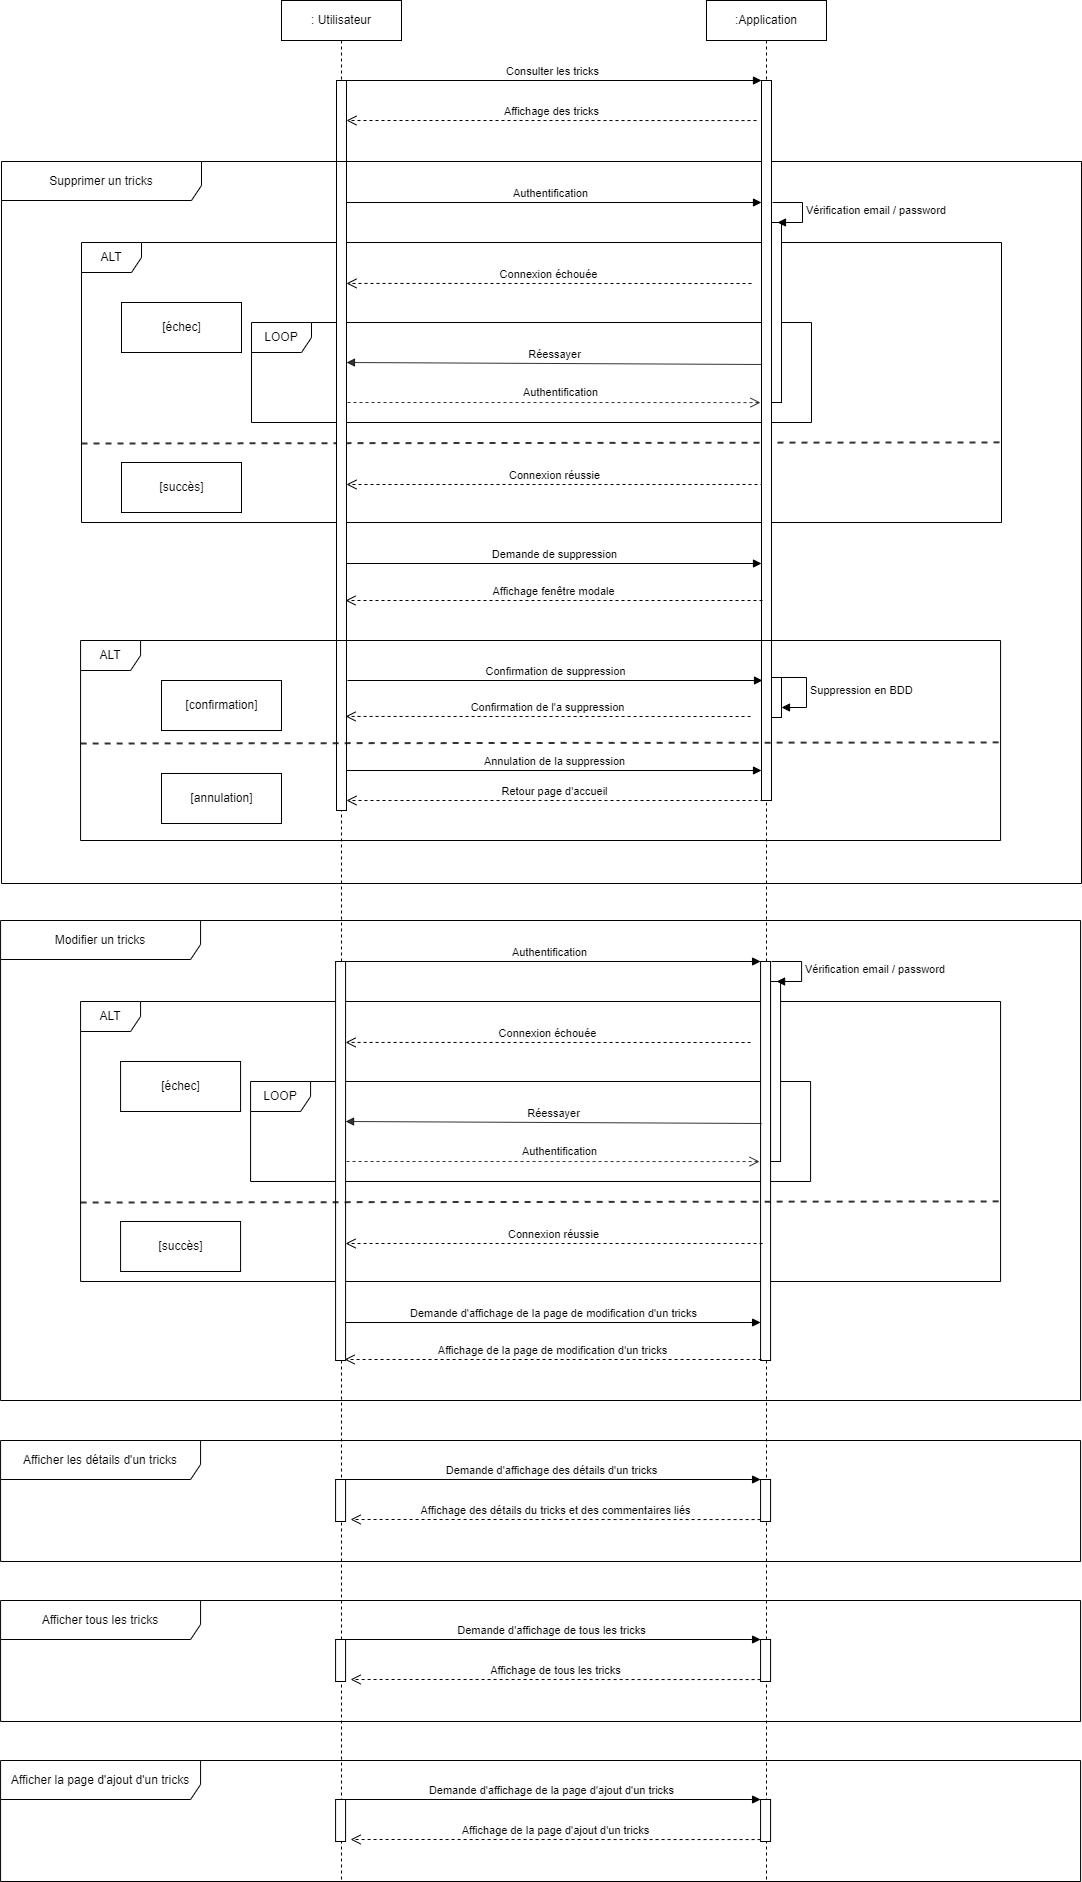 : Utilisateur
:Application
Consulter les tricks
Affichage des tricks
Supprimer un tricks
Authentification
Vérification email / password
ALT
Connexion échouée
[échec]
LOOP
Réessayer
Authentification
Connexion réussie
[succès]
Demande de suppression
Affichage fenêtre modale
ALT
Confirmation de suppression
Suppression en BDD
[confirmation]
Confirmation de l'a suppression
Annulation de la suppression
Retour page d'accueil
[annulation]
Modifier un tricks
Authentification
Vérification email / password
ALT
Connexion échouée
[échec]
LOOP
Réessayer
Authentification
Connexion réussie
[succès]
Demande d'affichage de la page de modification d'un tricks
Affichage de la page de modification d'un tricks
Afficher les détails d'un tricks
Demande d'affichage des détails d'un tricks
Affichage des détails du tricks et des commentaires liés
Afficher tous les tricks
Demande d'affichage de tous les tricks
Affichage de tous les tricks
Afficher la page d'ajout d'un tricks
Demande d'affichage de la page d'ajout d'un tricks
Affichage de la page d'ajout d'un tricks